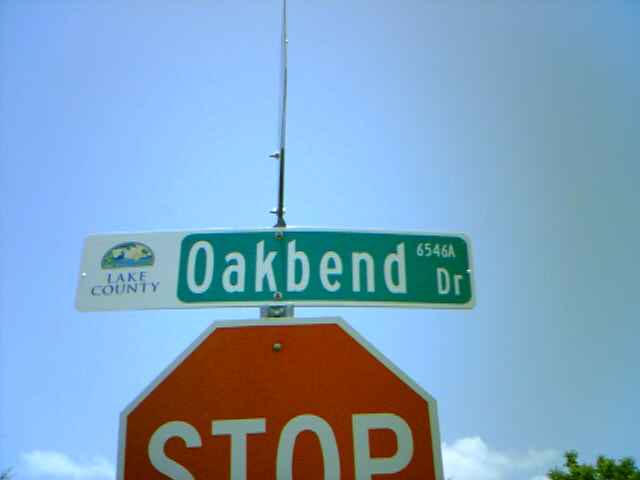 LAKE
COUNTY
Oakbend Dr
6546A
STOP